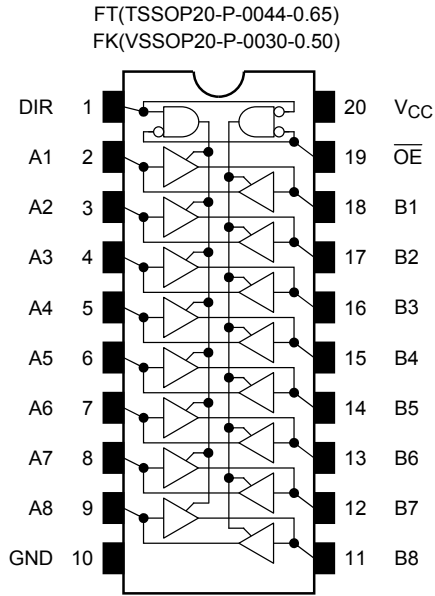 FT(TSSOP20-P-0044-0.65)
FK(VSSOP20-P-0030-0.50)
DIR 1 20 VCC
A1 2 19 O̅E̅
A2 3 18 B1
A3 4 17 B2
A4 5 16 B3
A5 6 15 B4
A6 7 14 B5
A7 8 13 B6
A8 9 12 B7
GND 10 11 B8